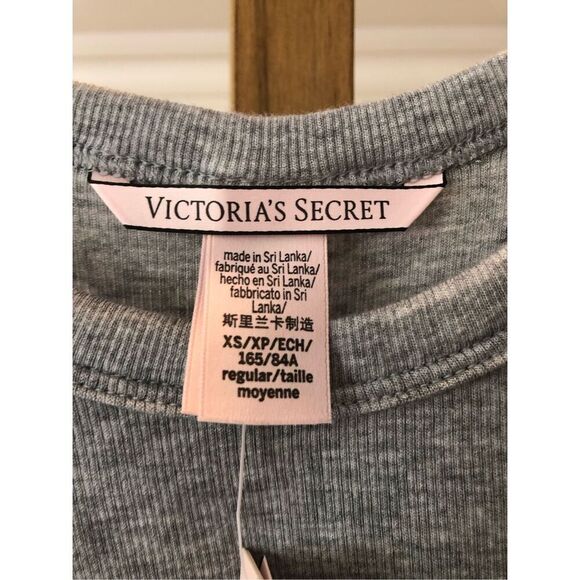 VICTORIA'S SECRET
made in Sri Lanka/
fabriqué au Sri Lanka/
hecho en Sri Lanka/
fabbricato in Sri
Lanka/
斯里兰卡制造
XS/XP/ECH/
165/84A
regular/taille
moyenne